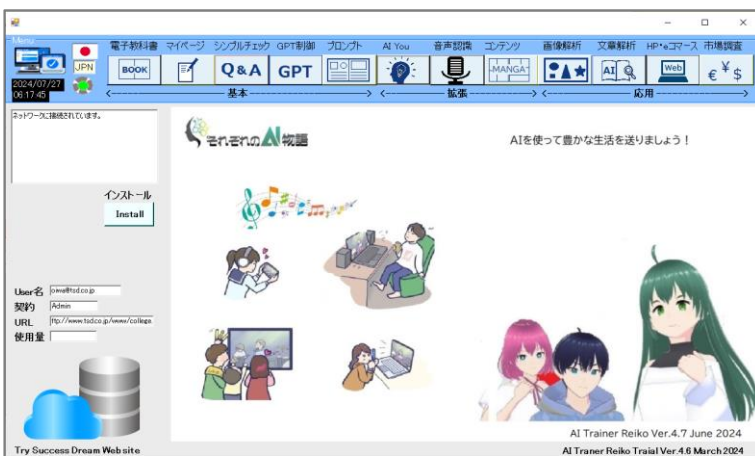 Menu
電子教科書 マイページ シンプルチェック GPT制御 プロンプト AI You 音声認識 コンテンツ 画像解析 文章解析 HP・eコマース 市場調査
JPN
BOOK Q & A GPT MANGA AI Web € ¥ $
2024/07/27
06:17:45
基本 拡張 応用
ネットワークに接続されています。
それぞれのAI物語
AIを使って豊かな生活を送りましょう!
インストール
Install
User名
契約 Admin
URL ttp://www.tsd.co.jp/www/college
使用量
AI Trainer Reiko Ver.4.7 June 2024
Try Success Dream Web site
AI Traner Reiko Traial Ver.4.6 March 2024